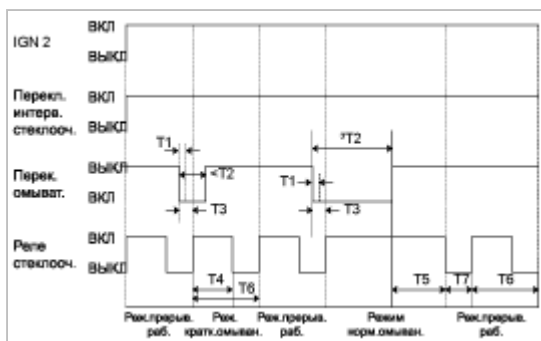 IGN 2
ВКЛ
ВЫКЛ
Перекл.
интерв.
стеклооч.
ВКЛ
ВЫКЛ
T1
<T2
T3
Перек.
омыват.
ВЫКЛ
ВКЛ
T1
T2
T3
Реле
стеклооч.
ВКЛ
ВЫКЛ
T4
T6
T5
T7
T6
Реж.прерыв.
раб.
Реж.
кратк.омыван.
Реж.прерыв.
раб.
Режим
норм.омыван.
Реж.прерыв.
раб.